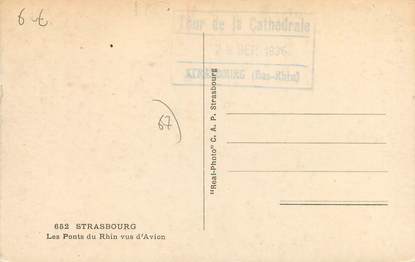 6 €
Tour de la Cathédrale
SEP. 1936
STRASBOURG (Bas-Rhin)
67
"Real-Photo" C. A. P. Strasbourg
652 STRASBOURG
Les Ponts du Rhin vus d'Avion